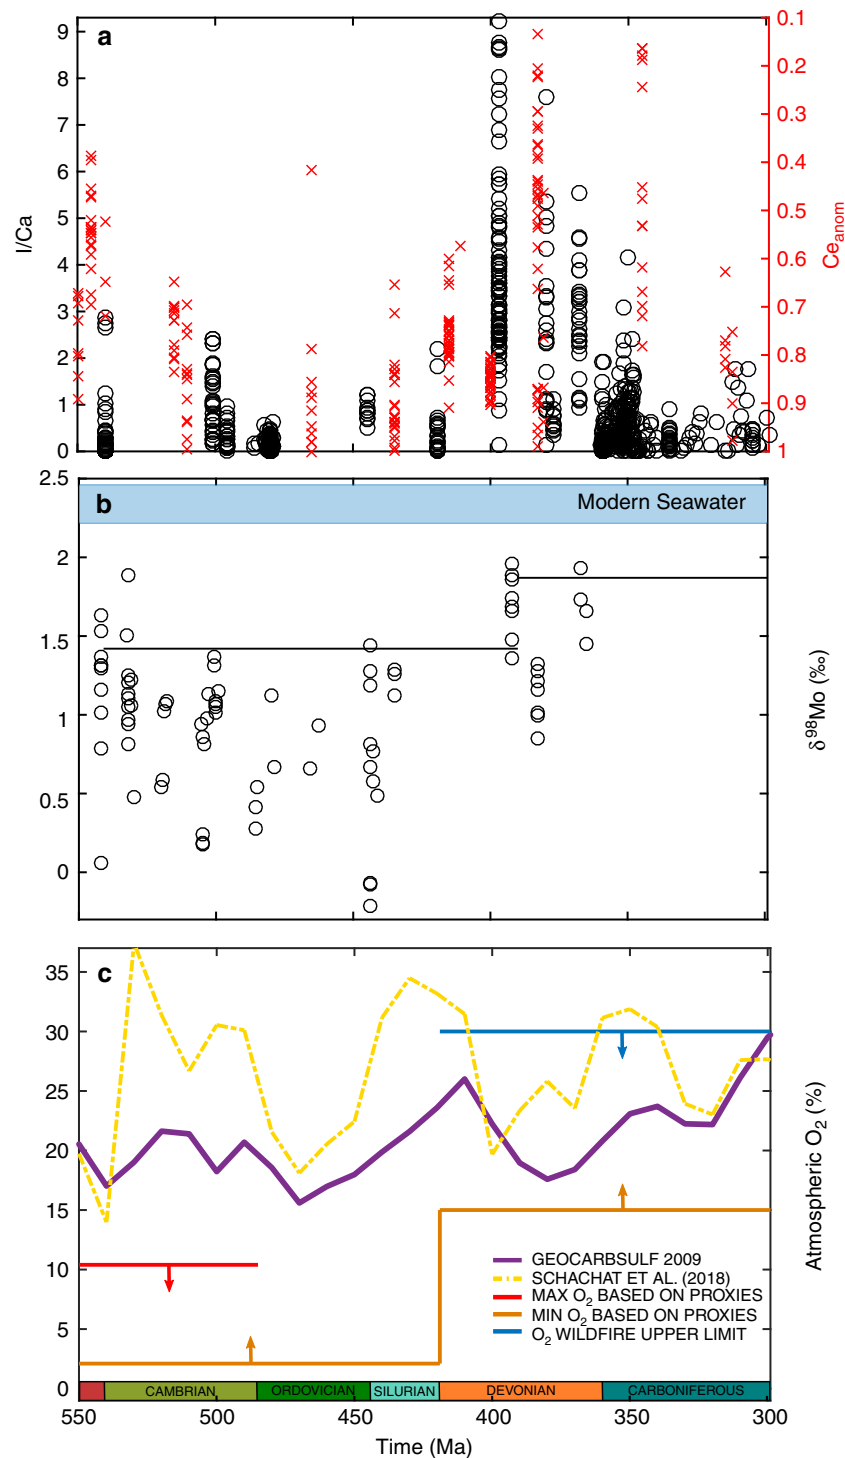 a
9
8
7
6
5
4
3
2
1
0
I/Ca
0.1
0.2
0.3
0.4
0.5
0.6
0.7
0.8
0.9
1
Ce_anom
b
Modern Seawater
2.5
2
1.5
1
0.5
0
δ⁹⁸Mo (‰)
c
35
30
25
20
15
10
5
0
Atmospheric O₂ (%)
GEOCARBSULF 2009
SCHACHAT ET AL. (2018)
MAX O₂ BASED ON PROXIES
MIN O₂ BASED ON PROXIES
O₂ WILDFIRE UPPER LIMIT
CAMBRIAN ORDOVICIAN SILURIAN DEVONIAN CARBONIFEROUS
550 500 450 400 350 300
Time (Ma)